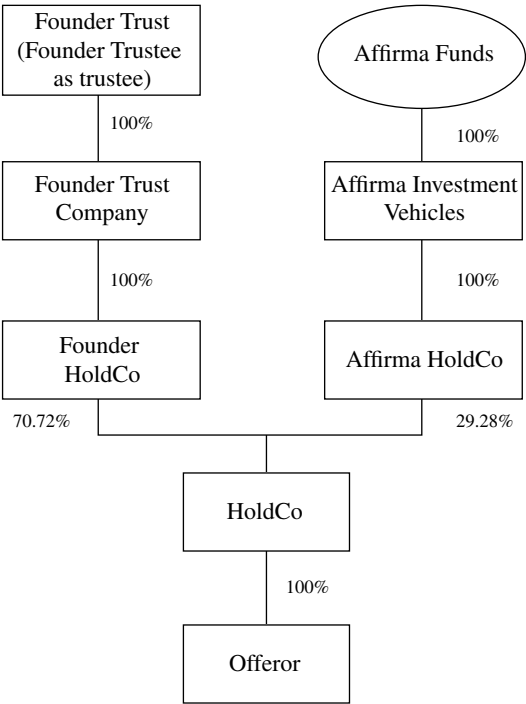 Founder Trust
(Founder Trustee
as trustee)
Affirma Funds
100%
100%
Founder Trust
Company
Affirma Investment
Vehicles
100%
100%
Founder
HoldCo
Affirma HoldCo
70.72%
29.28%
HoldCo
100%
Offeror